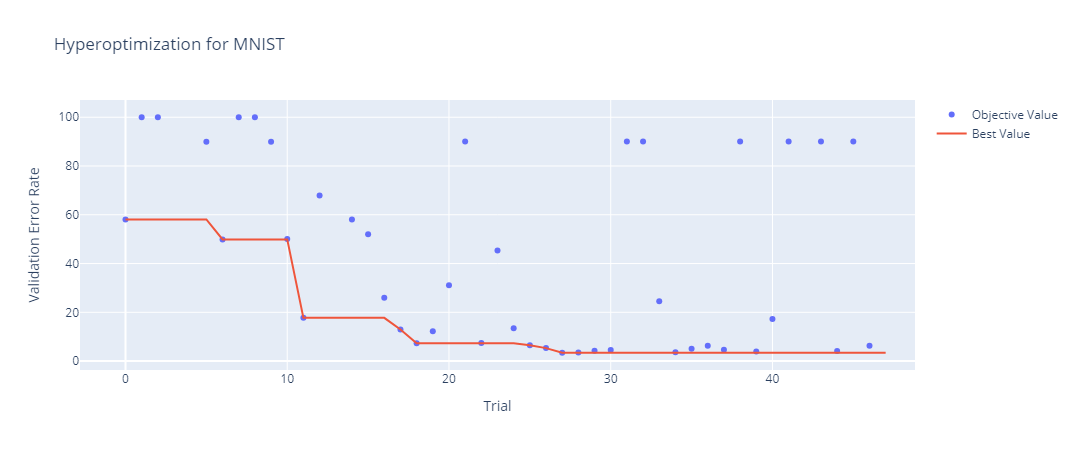 Hyperoptimization for MNIST
Objective Value
Best Value
Validation Error Rate
100
80
60
40
20
0
0 10 20 30 40
Trial